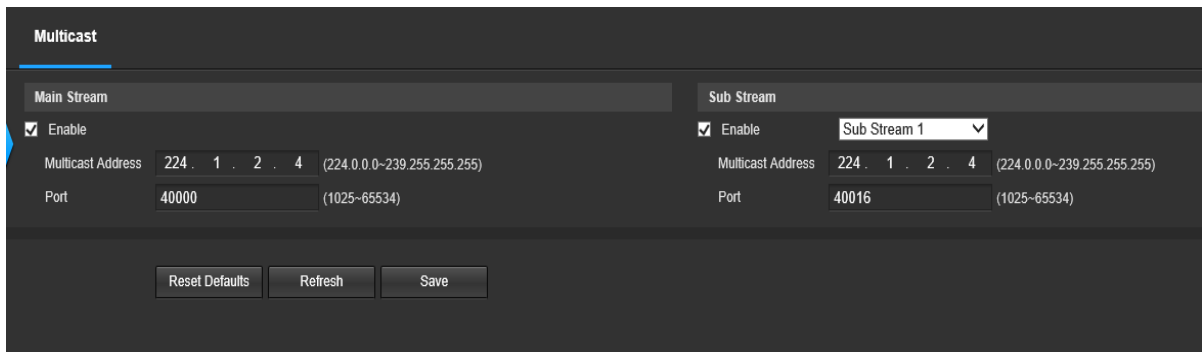 Multicast
Main Stream
Enable
Multicast Address 224 . 1 . 2 . 4 (224.0.0.0~239.255.255.255)
Port 40000 (1025~65534)
Sub Stream
Enable Sub Stream 1
Multicast Address 224 . 1 . 2 . 4 (224.0.0.0~239.255.255.255)
Port 40016 (1025~65534)
Reset Defaults Refresh Save